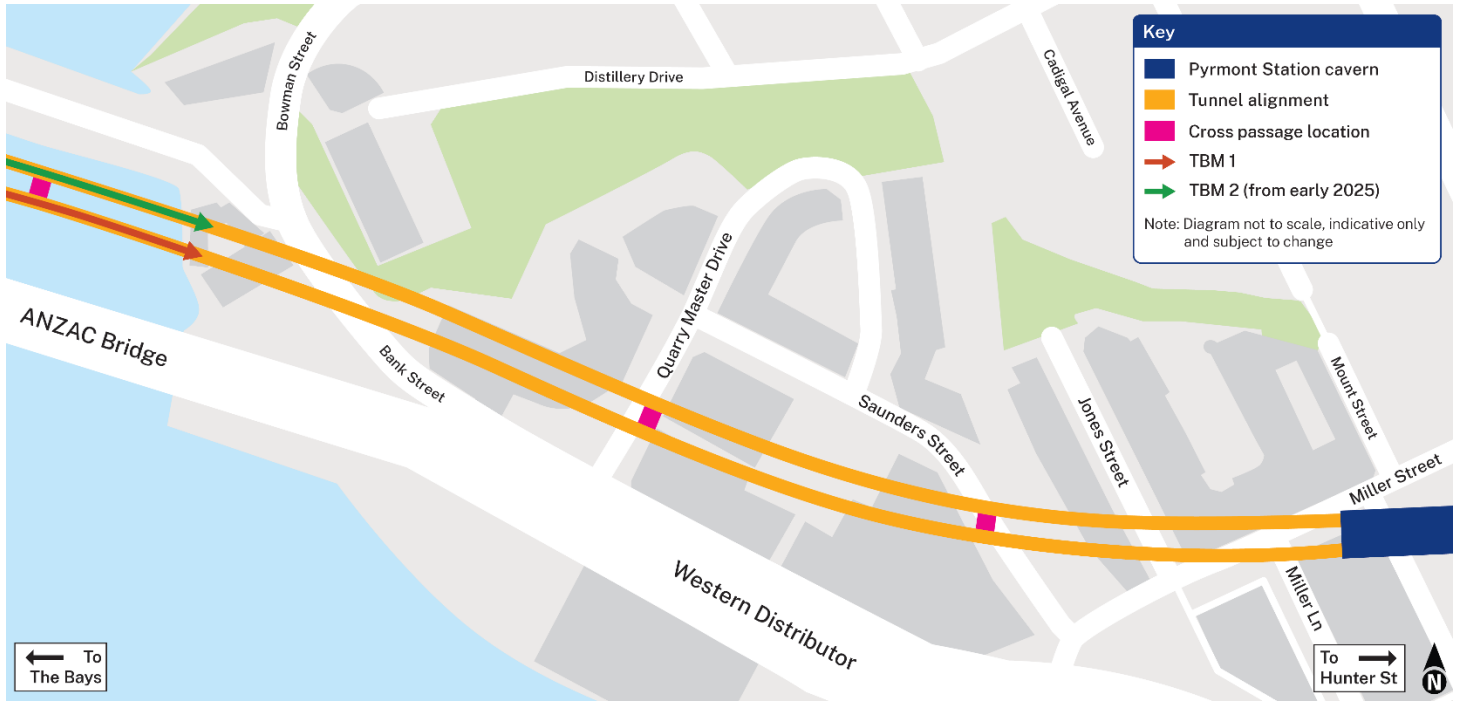 Key
Pyrmont Station cavern
Tunnel alignment
Cross passage location
TBM 1
TBM 2 (from early 2025)
Note: Diagram not to scale, indicative only
and subject to change
Bowman Street
Distillery Drive
Cadigal Avenue
Quarry Master Drive
ANZAC Bridge
Bank Street
Saunders Street
Jones Street
Mount Street
Miller Street
Western Distributor
Miller Ln
To
The Bays
To
Hunter St
N